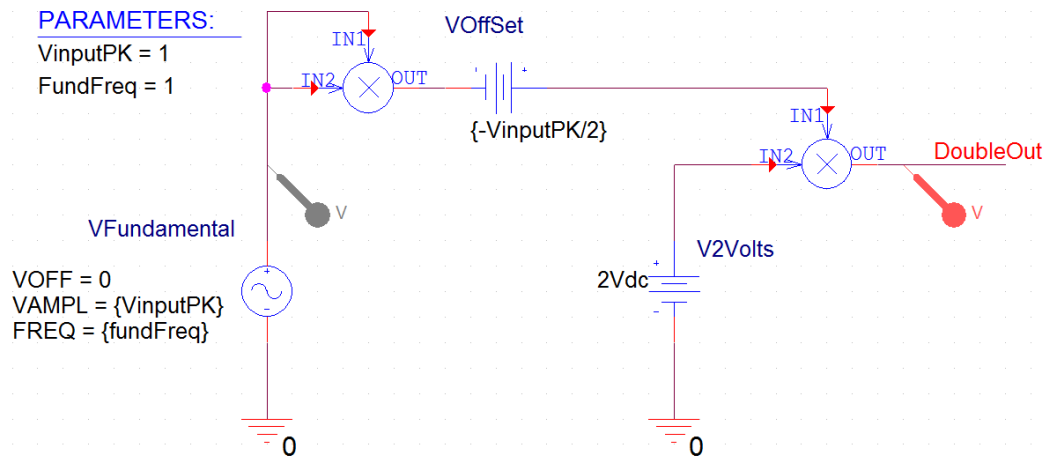 PARAMETERS:
VinputPK = 1
FundFreq = 1
IN1
IN2
OUT
VOffSet
- +
{-VinputPK/2}
IN1
IN2
OUT
DoubleOut
V
V
VFundamental
VOFF = 0
VAMPL = {VinputPK}
FREQ = {fundFreq}
+
-
V2Volts
+
2Vdc
-
0
0